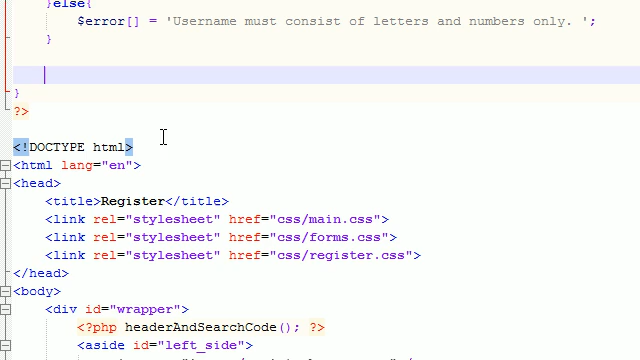 }else{
$error[] = 'Username must consist of letters and numbers only. ';
}
}
?>
<!DOCTYPE html>
<html lang="en">
<head>
<title>Register</title>
<link rel="stylesheet" href="css/main.css">
<link rel="stylesheet" href="css/forms.css">
<link rel="stylesheet" href="css/register.css">
</head>
<body>
<div id="wrapper">
<?php headerAndSearchCode(); ?>
<aside id="left_side">